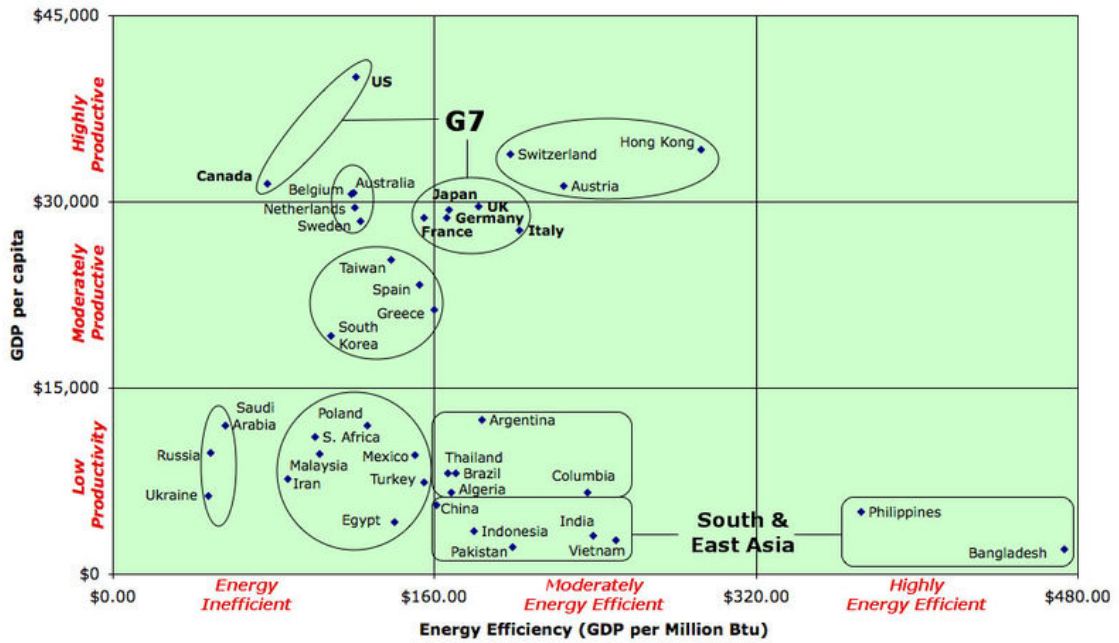 $45,000
US
G7
Highly
Productive
Hong Kong
Switzerland
Canada
Austria
Belgium
Australia
Japan
$30,000
Netherlands
UK
Germany
Sweden
France
Italy
GDP per capita
Moderately
Productive
Taiwan
Spain
Greece
South
Korea
$15,000
Saudi
Arabia
Poland
Argentina
S. Africa
Low
Productivity
Russia
Malaysia
Mexico
Thailand
Brazil
Columbia
Iran
Turkey
Algeria
Ukraine
China
Egypt
Indonesia
India
South &
East Asia
Philippines
Pakistan
Vietnam
Bangladesh
$0
$0.00
Energy
Inefficient
$160.00
Moderately
Energy Efficient
$320.00
Highly
Energy Efficient
$480.00
Energy Efficiency (GDP per Million Btu)